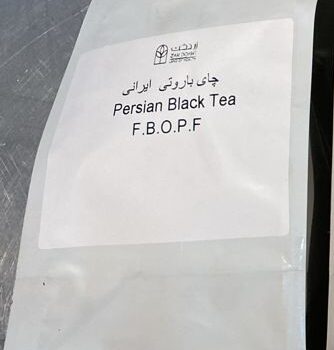 چای باروتی ایرانی
Persian Black Tea
F.B.O.P.F